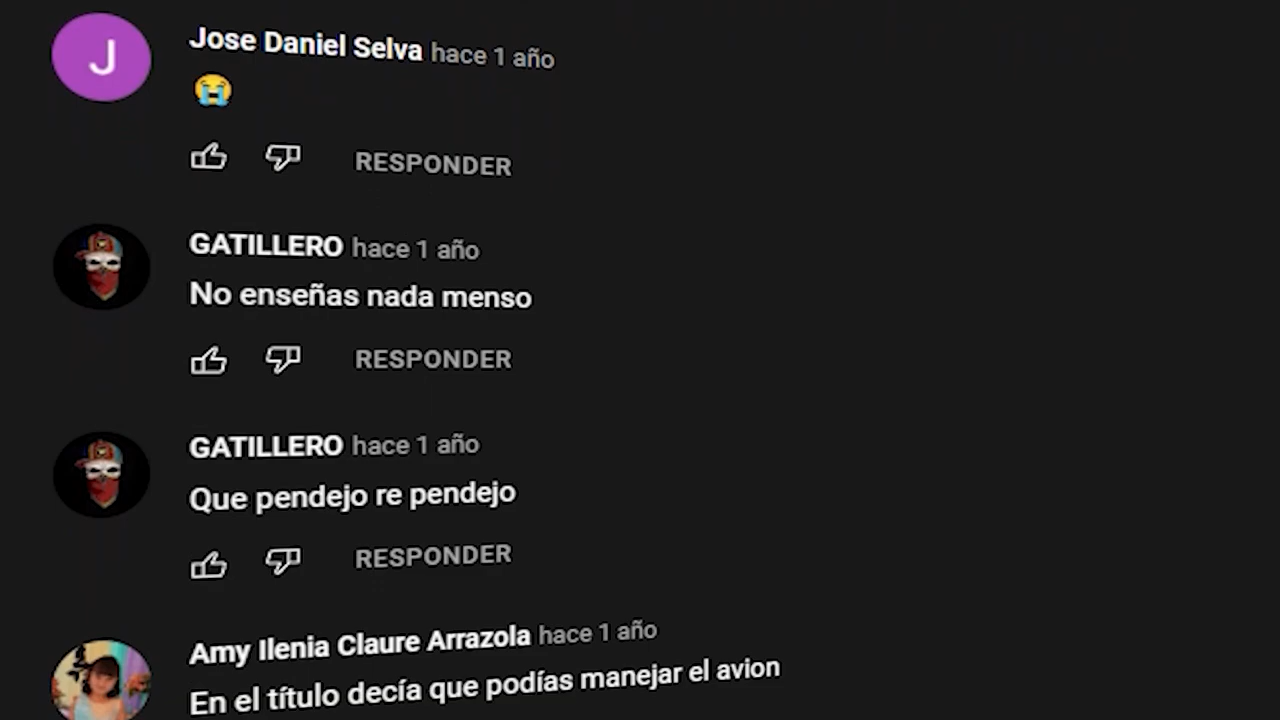 J
Jose Daniel Selva hace 1 año
😭
RESPONDER
GATILLERO hace 1 año
No enseñas nada menso
RESPONDER
GATILLERO hace 1 año
Que pendejo re pendejo
RESPONDER
Amy Ilenia Claure Arrazola hace 1 año
En el título decía que podías manejar el avion